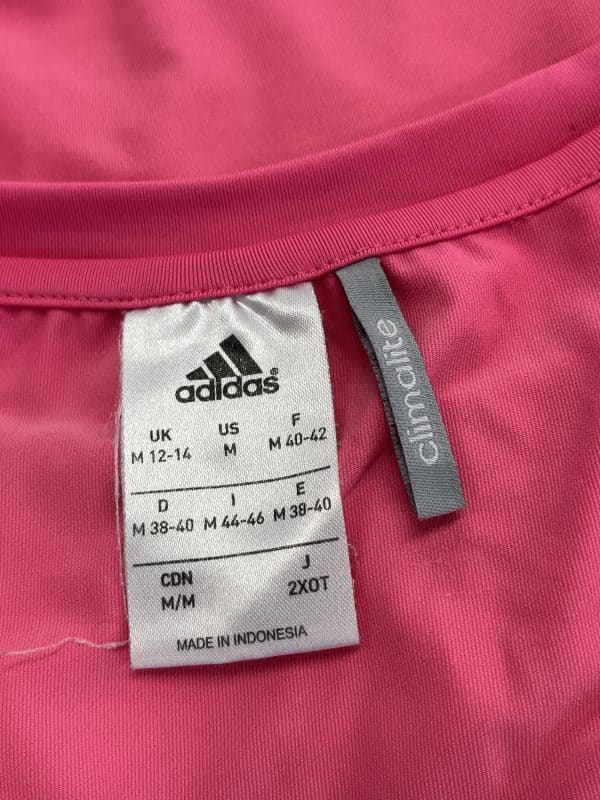 adidas®
UK US F
M 12-14 M M 40-42
D I E
M 38-40 M 44-46 M 38-40
CDN J
M/M 2XOT
MADE IN INDONESIA
climalite